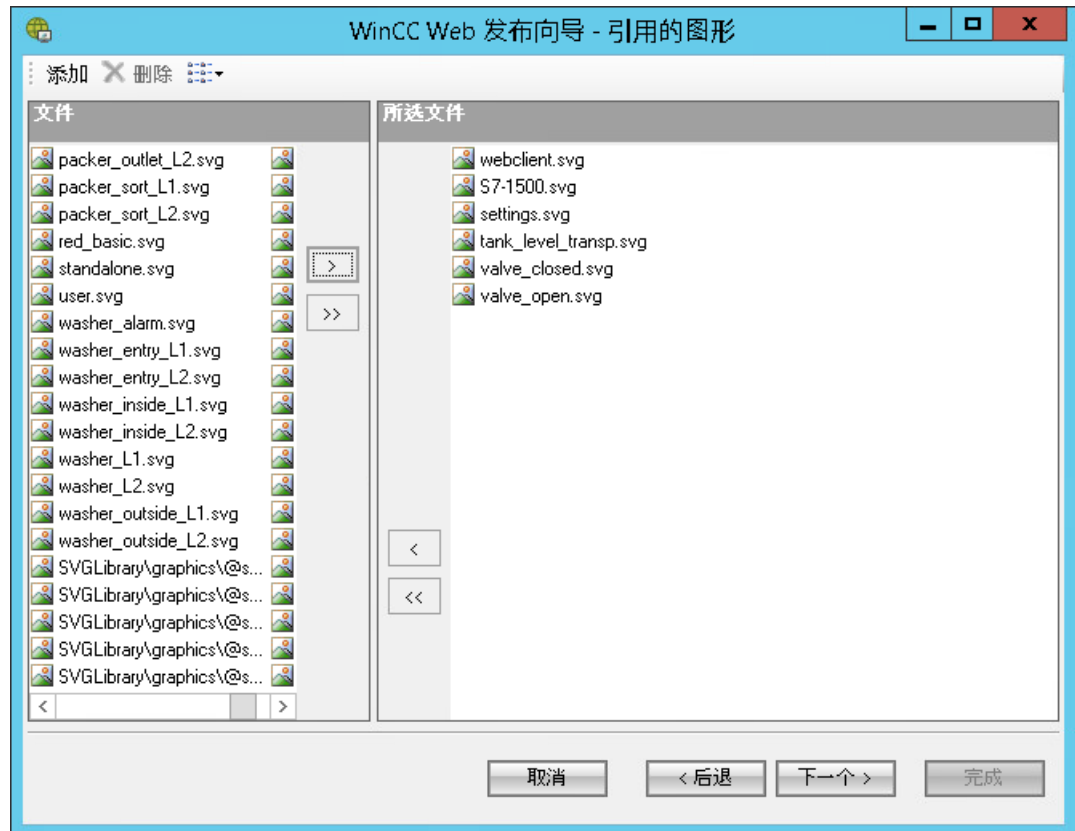 WinCC Web 发布向导 - 引用的图形
添加 删除
文件
packer_outlet_L2.svg
packer_sort_L1.svg
packer_sort_L2.svg
red_basic.svg
standalone.svg
user.svg
washer_alarm.svg
washer_entry_L1.svg
washer_entry_L2.svg
washer_inside_L1.svg
washer_inside_L2.svg
washer_L1.svg
washer_L2.svg
washer_outside_L1.svg
washer_outside_L2.svg
SVGLibrary\graphics\@s...
SVGLibrary\graphics\@s...
SVGLibrary\graphics\@s...
SVGLibrary\graphics\@s...
SVGLibrary\graphics\@s...
>
>>
所选文件
webclient.svg
S7-1500.svg
settings.svg
tank_level_transp.svg
valve_closed.svg
valve_open.svg
<
<<
取消 <后退 下一个> 完成